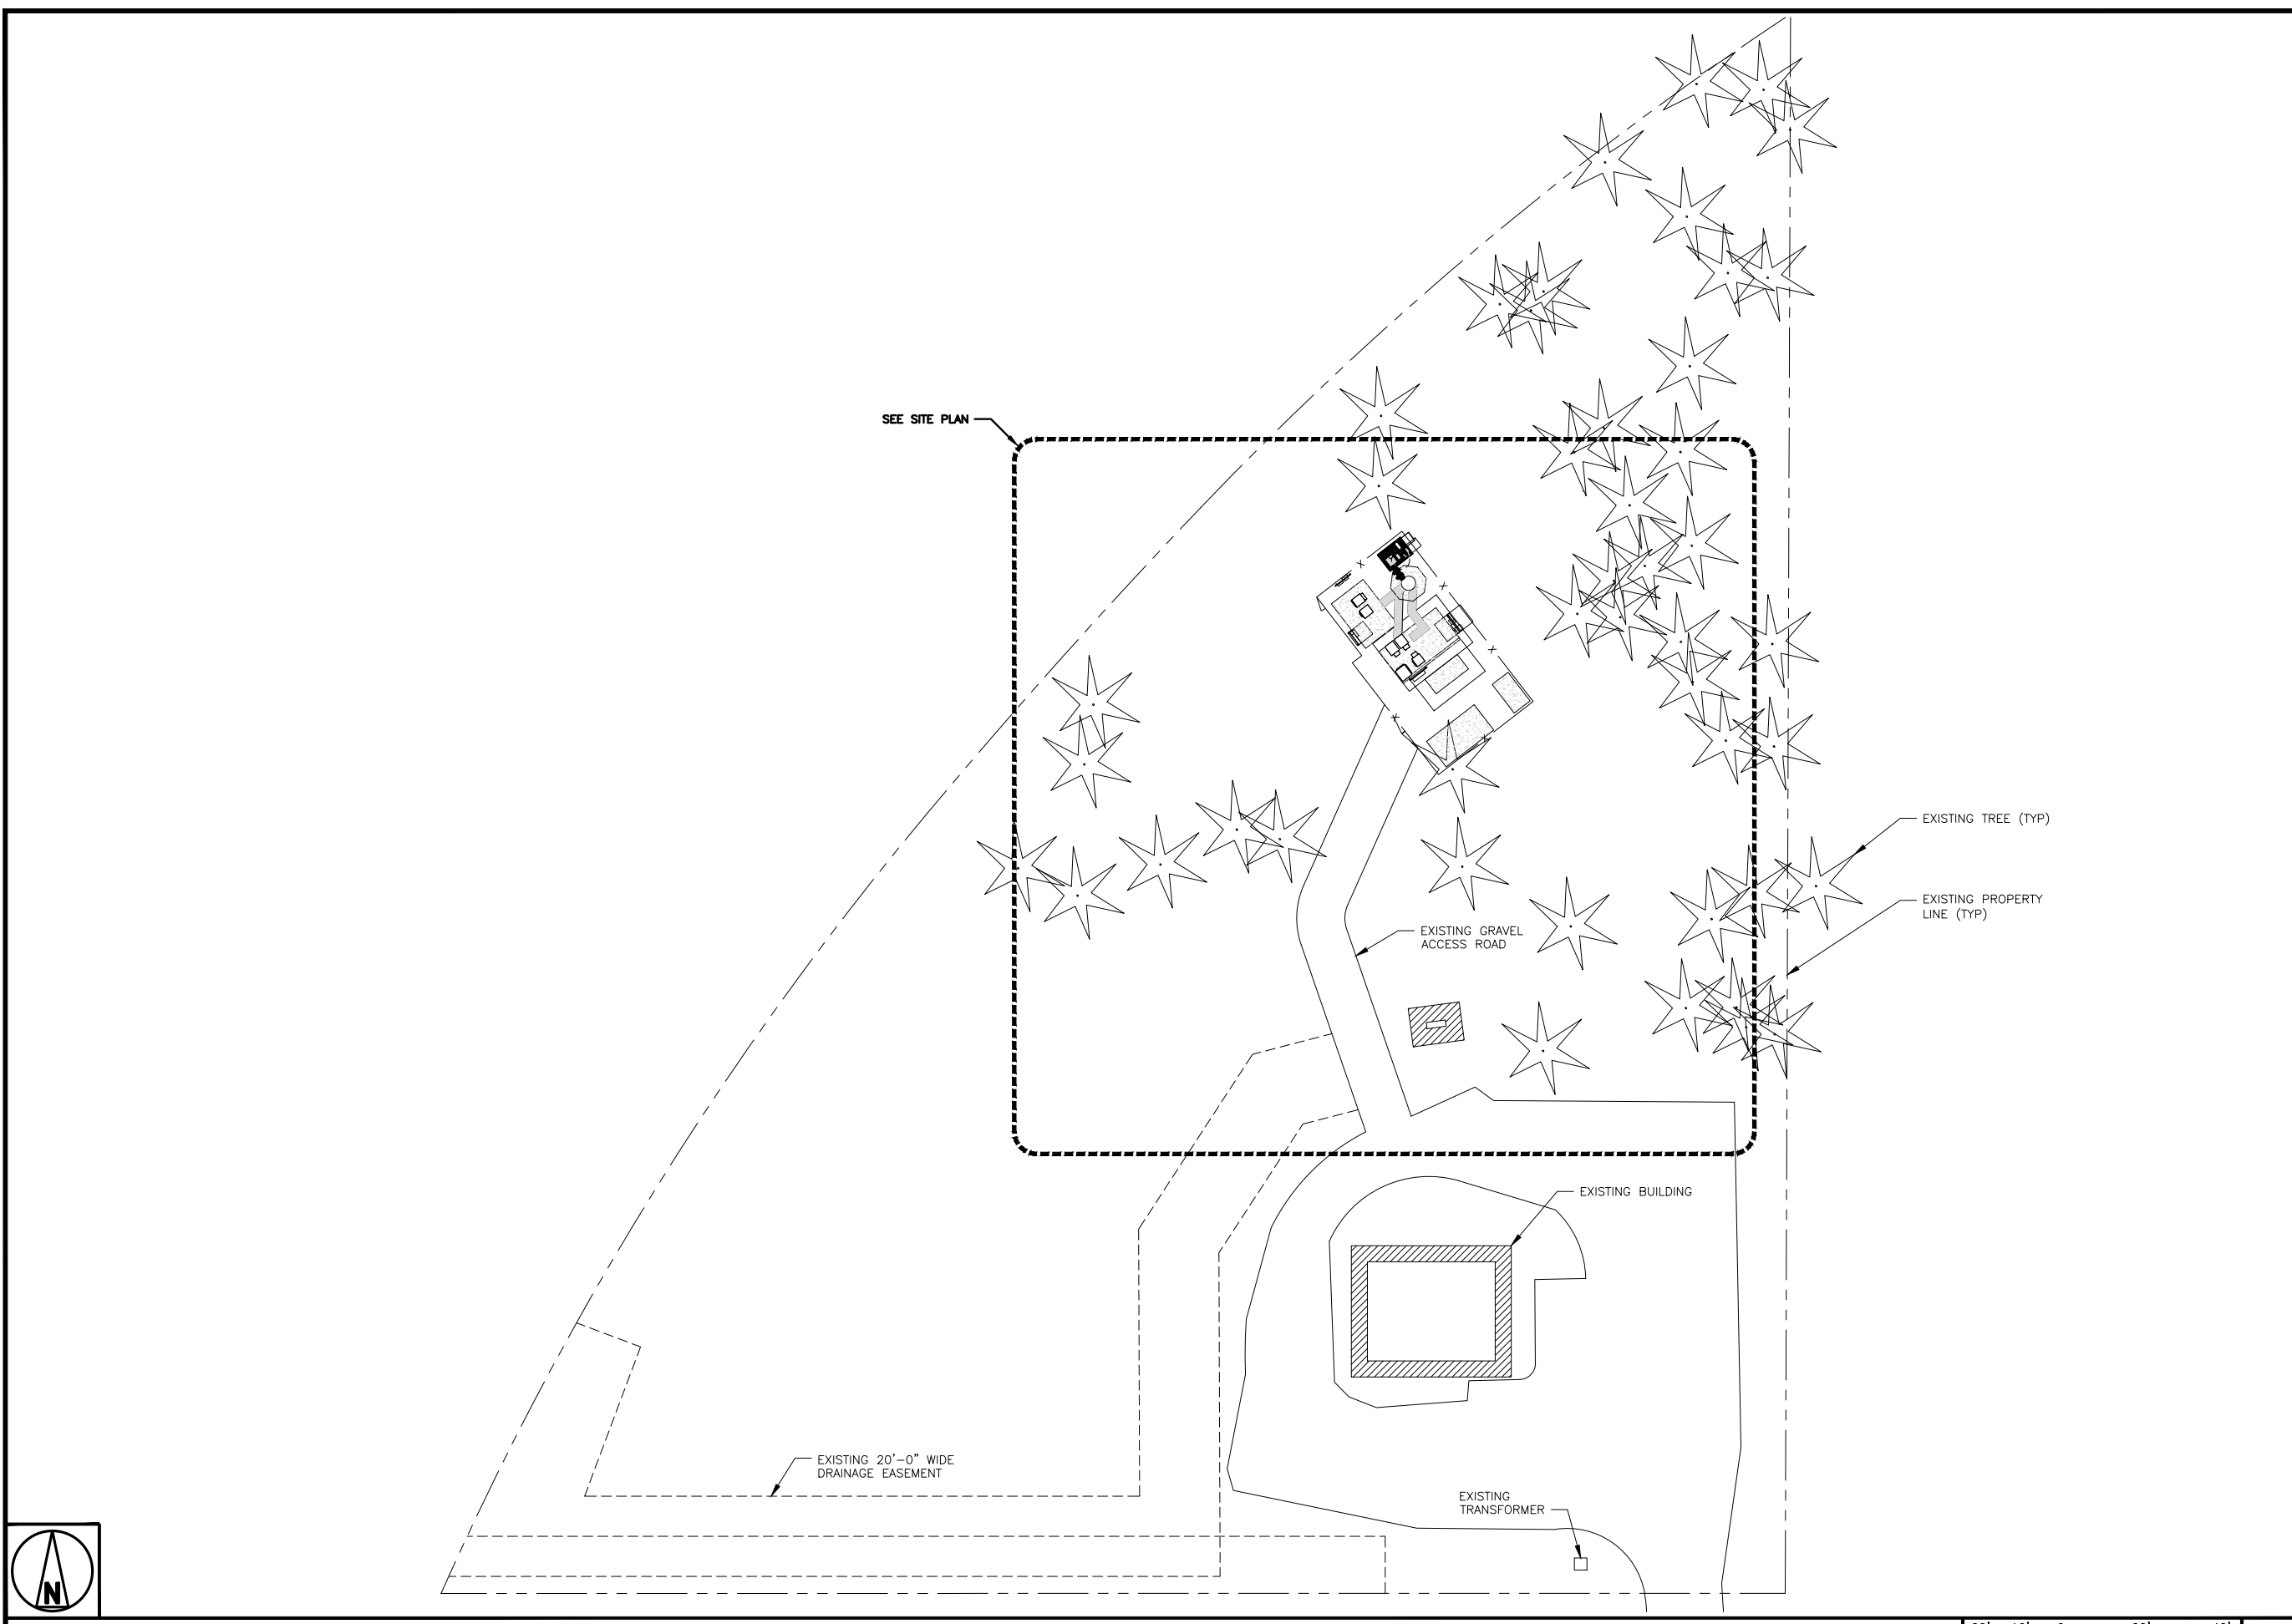 SEE SITE PLAN
EXISTING TREE (TYP)
EXISTING PROPERTY
LINE (TYP)
EXISTING GRAVEL
ACCESS ROAD
EXISTING BUILDING
EXISTING 20'-0" WIDE
DRAINAGE EASEMENT
EXISTING
TRANSFORMER
N